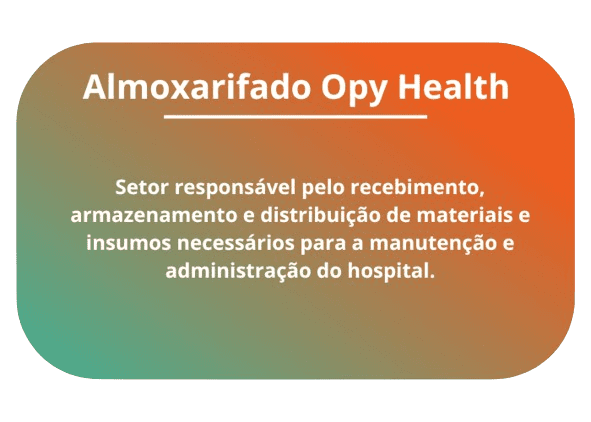 Almoxarifado Opy Health
Setor responsável pelo recebimento,
armazenamento e distribuição de materiais e
insumos necessários para a manutenção e
administração do hospital.